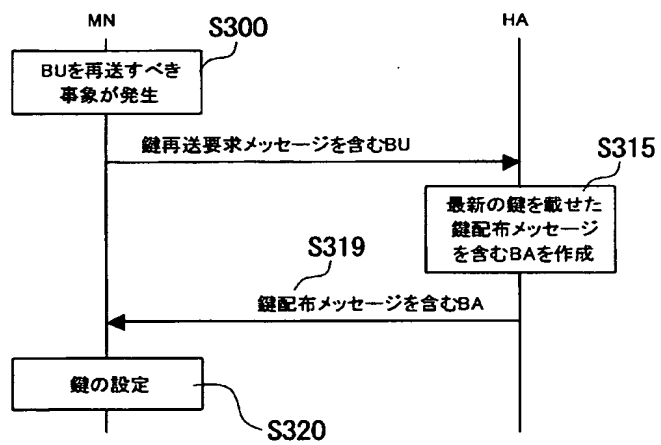 MN
HA
S300
BUを再送すべき
事象が発生
鍵再送要求メッセージを含むBU
S315
最新の鍵を載せた
鍵配布メッセージ
を含むBAを作成
S319
鍵配布メッセージを含むBA
鍵の設定
S320